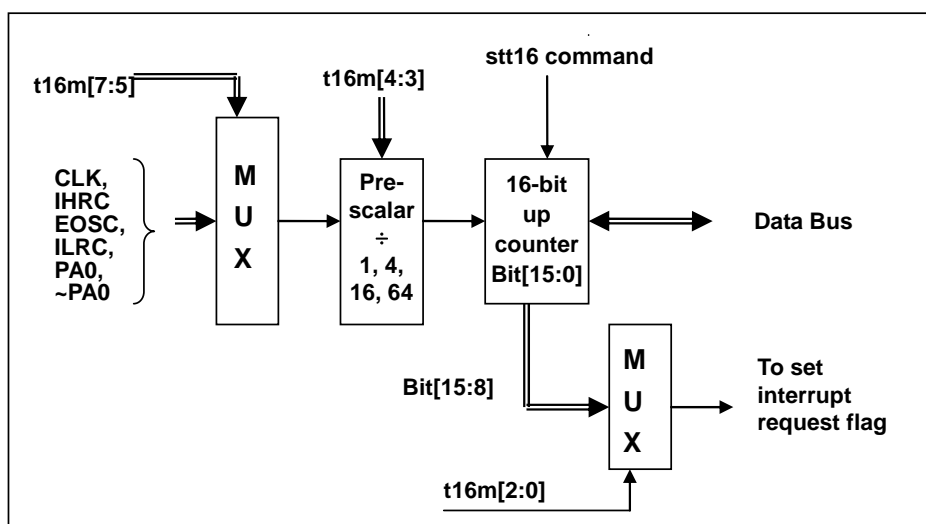 stt16 command
t16m[7:5]
t16m[4:3]
CLK,
IHRC
EOSC,
ILRC,
PA0,
~PA0
M
U
X
Pre-
scalar
÷
1, 4,
16, 64
16-bit
up
counter
Bit[15:0]
Data Bus
Bit[15:8]
M
U
X
To set
interrupt
request flag
t16m[2:0]